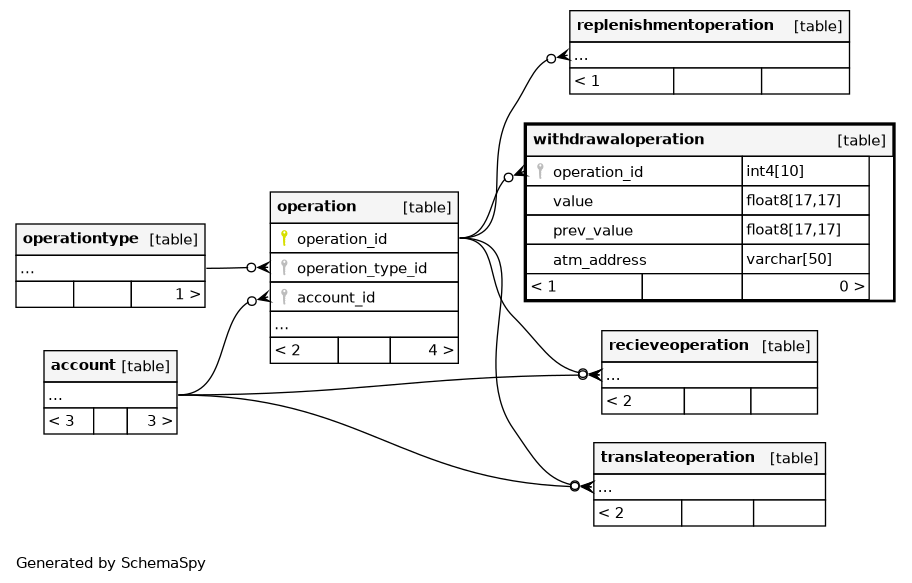 replenishmentoperation [table]
...
< 1
withdrawaloperation [table]
operation_id int4[10]
value float8[17,17]
prev_value float8[17,17]
atm_address varchar[50]
< 1 0 >
operation [table]
operation_id
operation_type_id
account_id
...
< 2 4 >
operationtype [table]
...
1 >
account [table]
...
< 3 3 >
recieveoperation [table]
...
< 2
translateoperation [table]
...
< 2
Generated by SchemaSpy